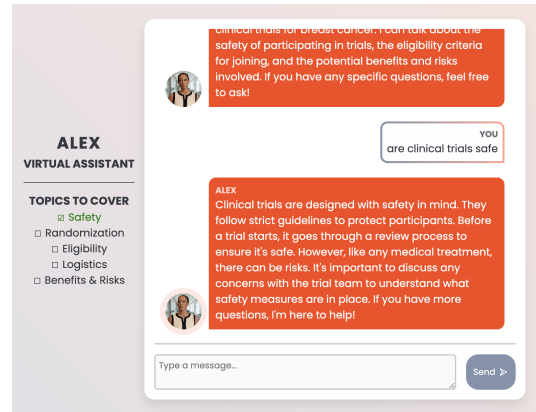 ALEX
VIRTUAL ASSISTANT
TOPICS TO COVER
☑ Safety
☐ Randomization
☐ Eligibility
☐ Logistics
☐ Benefits & Risks
clinical trials for breast cancer. I can talk about the
safety of participating in trials, the eligibility criteria
for joining, and the potential benefits and risks
involved. If you have any specific questions, feel free
to ask!
YOU
are clinical trials safe
ALEX
Clinical trials are designed with safety in mind. They
follow strict guidelines to protect participants. Before
a trial starts, it goes through a review process to
ensure it's safe. However, like any medical treatment,
there can be risks. It's important to discuss any
concerns with the trial team to understand what
safety measures are in place. If you have more
questions, I'm here to help!
Type a message...
Send